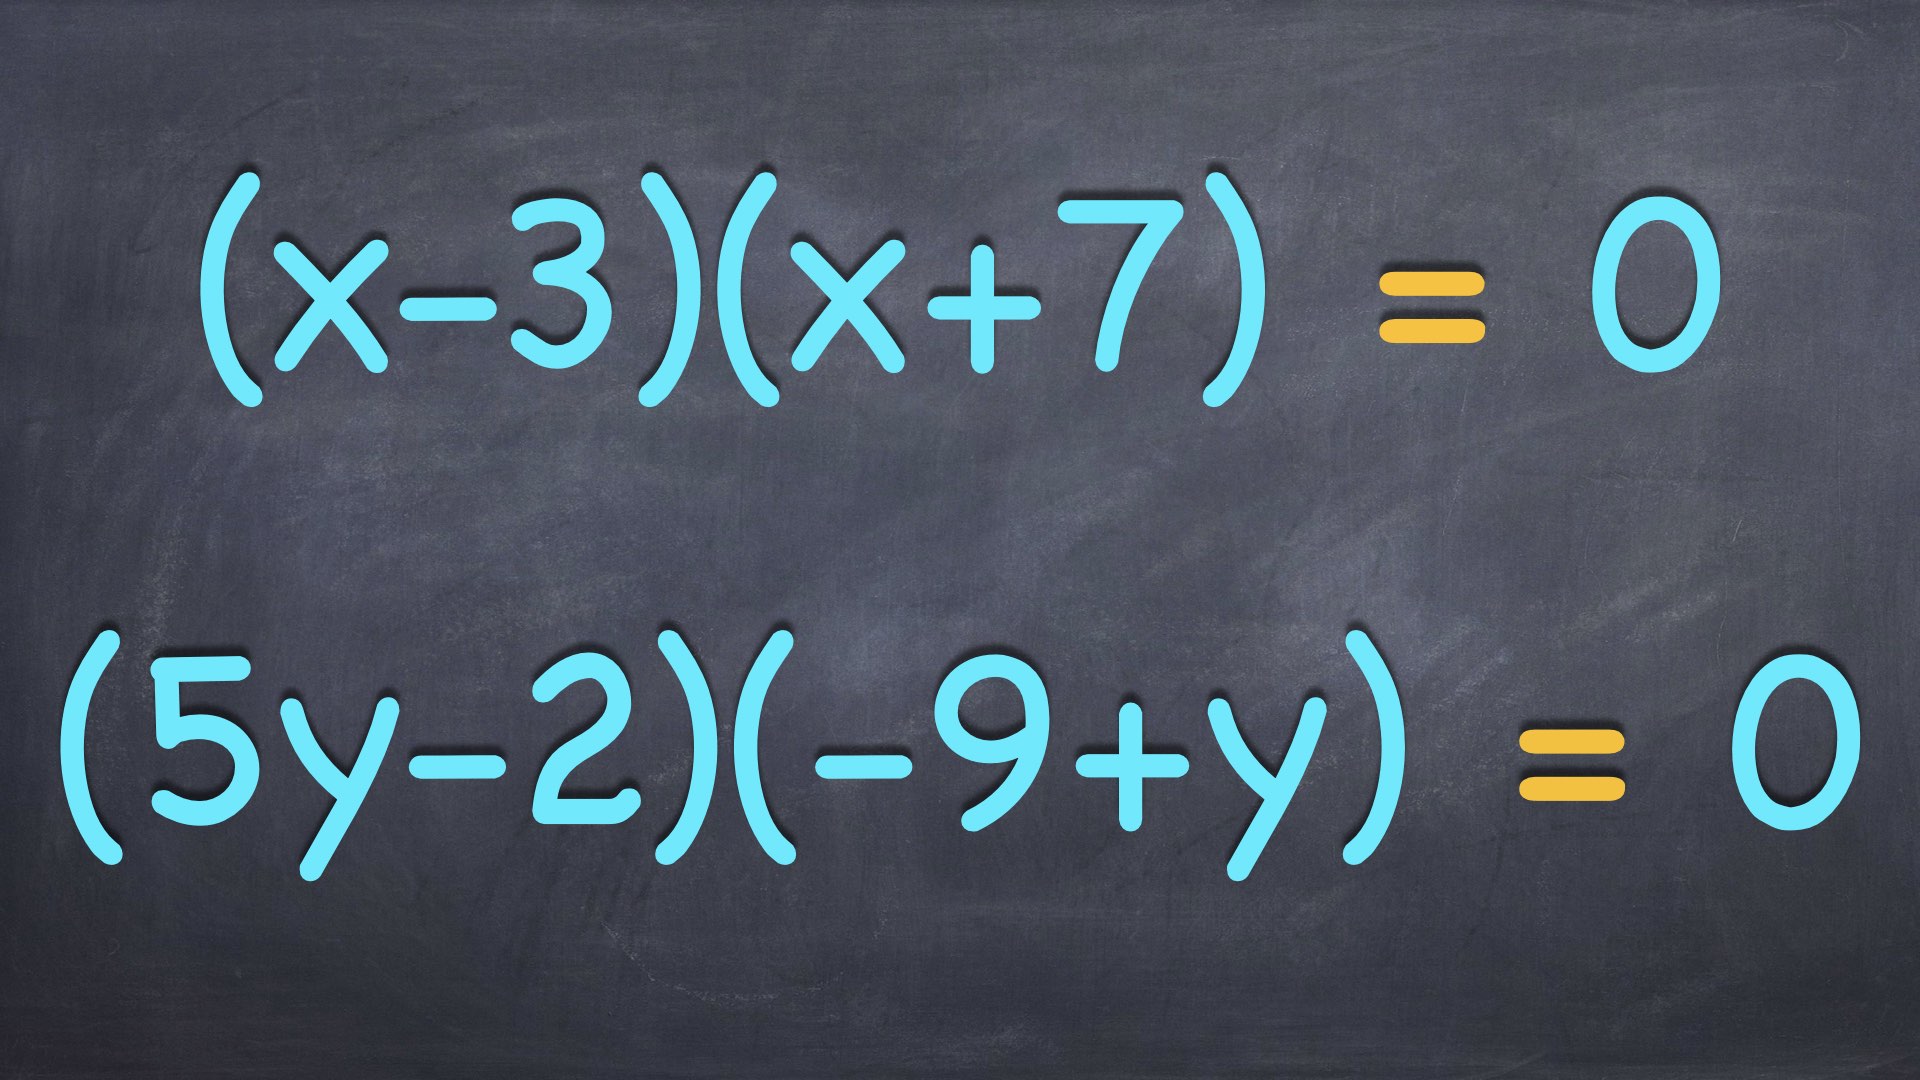 (x-3)(x+7) = 0
(5y-2)(-9+y) = 0